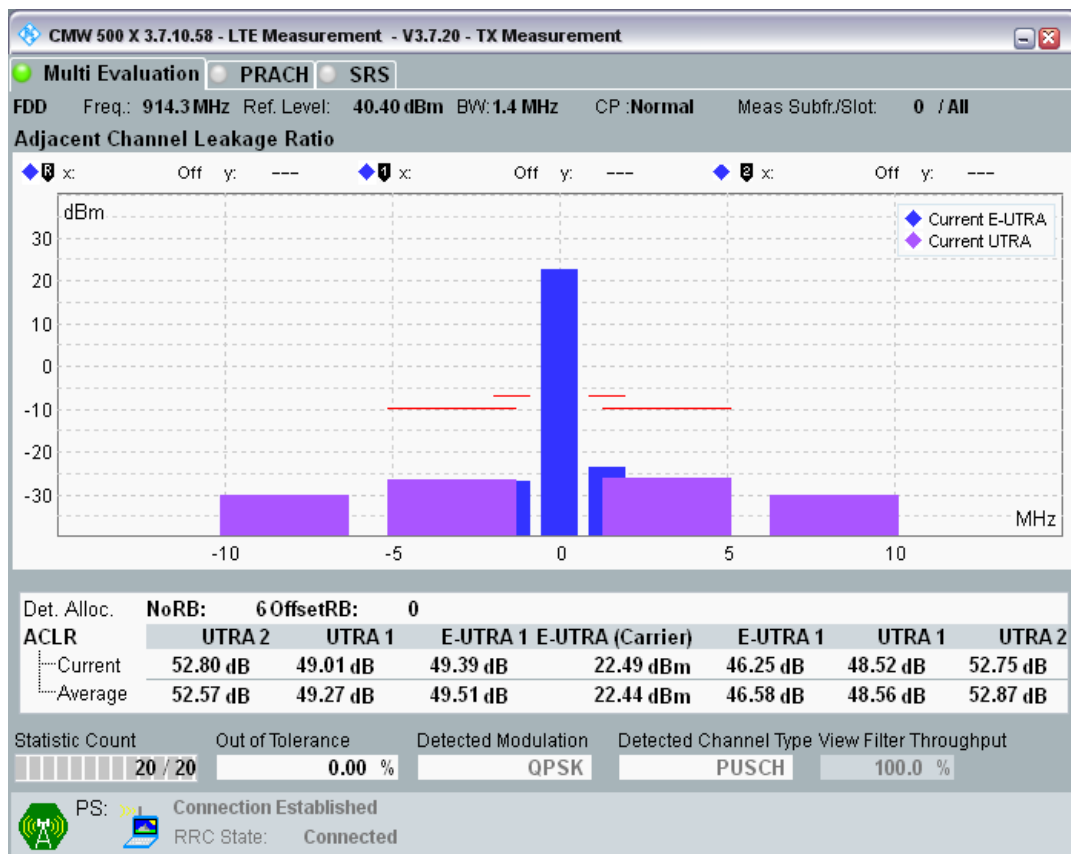 CMW 500 X 3.7.10.58 - LTE Measurement - V3.7.20 - TX Measurement
Multi Evaluation PRACH SRS
FDD Freq.: 914.3 MHz Ref. Level: 40.40 dBm BW: 1.4 MHz CP :Normal Meas Subfr./Slot: 0 / All
Adjacent Channel Leakage Ratio
R x: Off y: --- 1 x: Off y: --- 2 x: Off y: ---
dBm
Current E-UTRA
Current UTRA
30
20
10
0
-10
-20
-30
MHz
-10 -5 0 5 10
Det. Alloc. NoRB: 6 OffsetRB: 0
ACLR UTRA 2 UTRA 1 E-UTRA 1 E-UTRA (Carrier) E-UTRA 1 UTRA 1 UTRA 2
Current 52.80 dB 49.01 dB 49.39 dB 22.49 dBm 46.25 dB 48.52 dB 52.75 dB
Average 52.57 dB 49.27 dB 49.51 dB 22.44 dBm 46.58 dB 48.56 dB 52.87 dB
Statistic Count Out of Tolerance Detected Modulation Detected Channel Type View Filter Throughput
20 / 20 0.00 % QPSK PUSCH 100.0 %
PS: Connection Established
RRC State: Connected